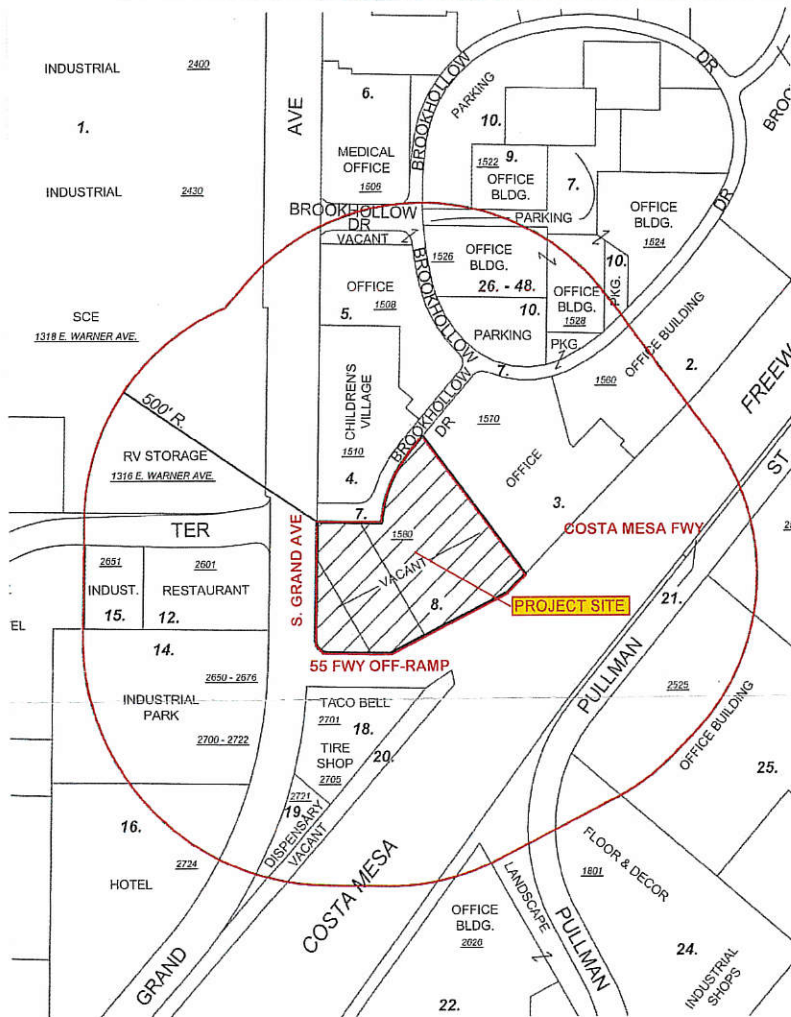 INDUSTRIAL 2400
1.
INDUSTRIAL 2430
AVE
6.
MEDICAL
OFFICE
1506
BROOKHOLLOW
DR
VACANT
BROOKHOLLOW
PARKING
10.
DR
1522 9.
OFFICE
BLDG.
7.
PARKING
OFFICE
BLDG.
1524
DR
1526
OFFICE
BLDG.
26. - 48.
10.
PARKING
OFFICE
BLDG.
1528
10.
PKG.
PKG.
BROOKHOLLOW
OFFICE
5. 1508
SCE
1318 E. WARNER AVE.
500' R.
RV STORAGE
1316 E. WARNER AVE.
CHILDREN'S
VILLAGE
1510
4.
BROOKHOLLOW
DR
7.
7.
1570
1560
OFFICE BUILDING
2.
FREEW
ST
OFFICE
3.
COSTA MESA FWY
TER
S. GRAND AVE
1580
VACANT
8.
PROJECT SITE
55 FWY OFF-RAMP
2651
INDUST.
15.
2601
RESTAURANT
12.
EL
14.
2650 - 2676
INDUSTRIAL
PARK
2700 - 2722
TACO BELL
2701 18.
TIRE
SHOP
2705
20.
2721
19.
DISPENSARY
VACANT
16.
2724
HOTEL
GRAND
COSTA MESA
21.
PULLMAN
2525
OFFICE BUILDING
25.
FLOOR & DECOR
1801
PULLMAN
LANDSCAPE
OFFICE
BLDG.
2026
22.
24.
INDUSTRIAL
SHOPS